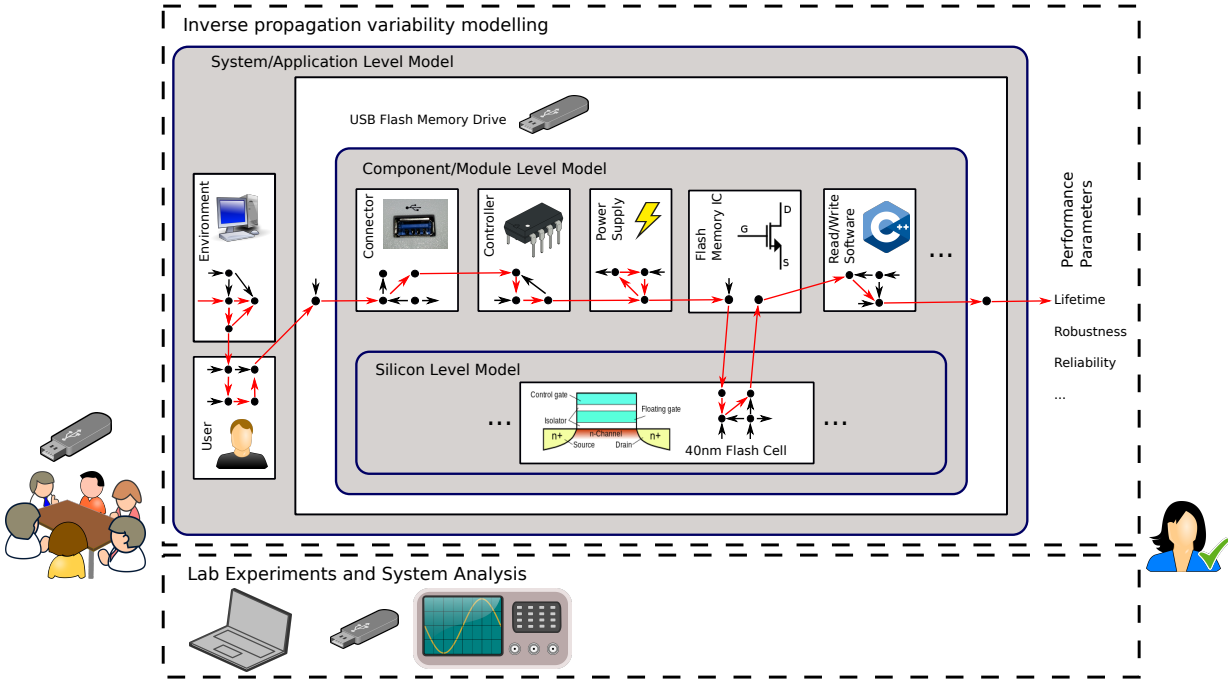 Inverse propagation variability modelling
System/Application Level Model
USB Flash Memory Drive
Component/Module Level Model
Environment
Connector
Controller
Power
Supply
Flash
Memory IC
G
D
S
Read/Write
Software
C++
...
Performance
Parameters
Lifetime
Robustness
Reliability
...
User
Silicon Level Model
...
Control gate
Isolator
Floating gate
n+
n-Channel
n+
Source
Drain
40nm Flash Cell
...
Lab Experiments and System Analysis